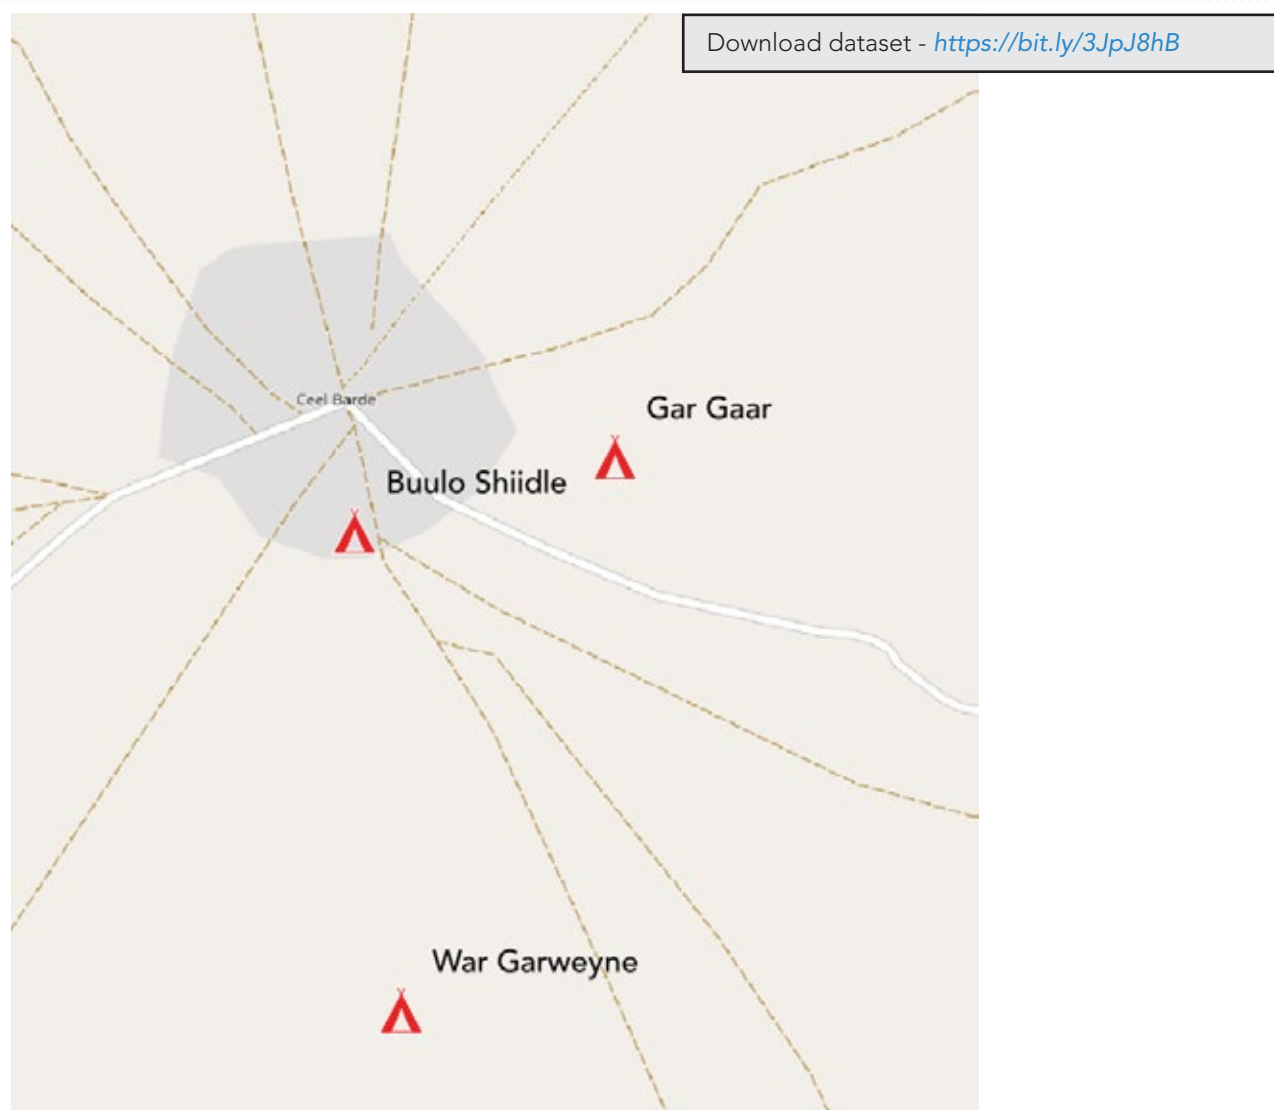 Download dataset - https://bit.ly/3JpJ8hB
Ceel Barde
Gar Gaar
Buulo Shiidle
War Garweyne